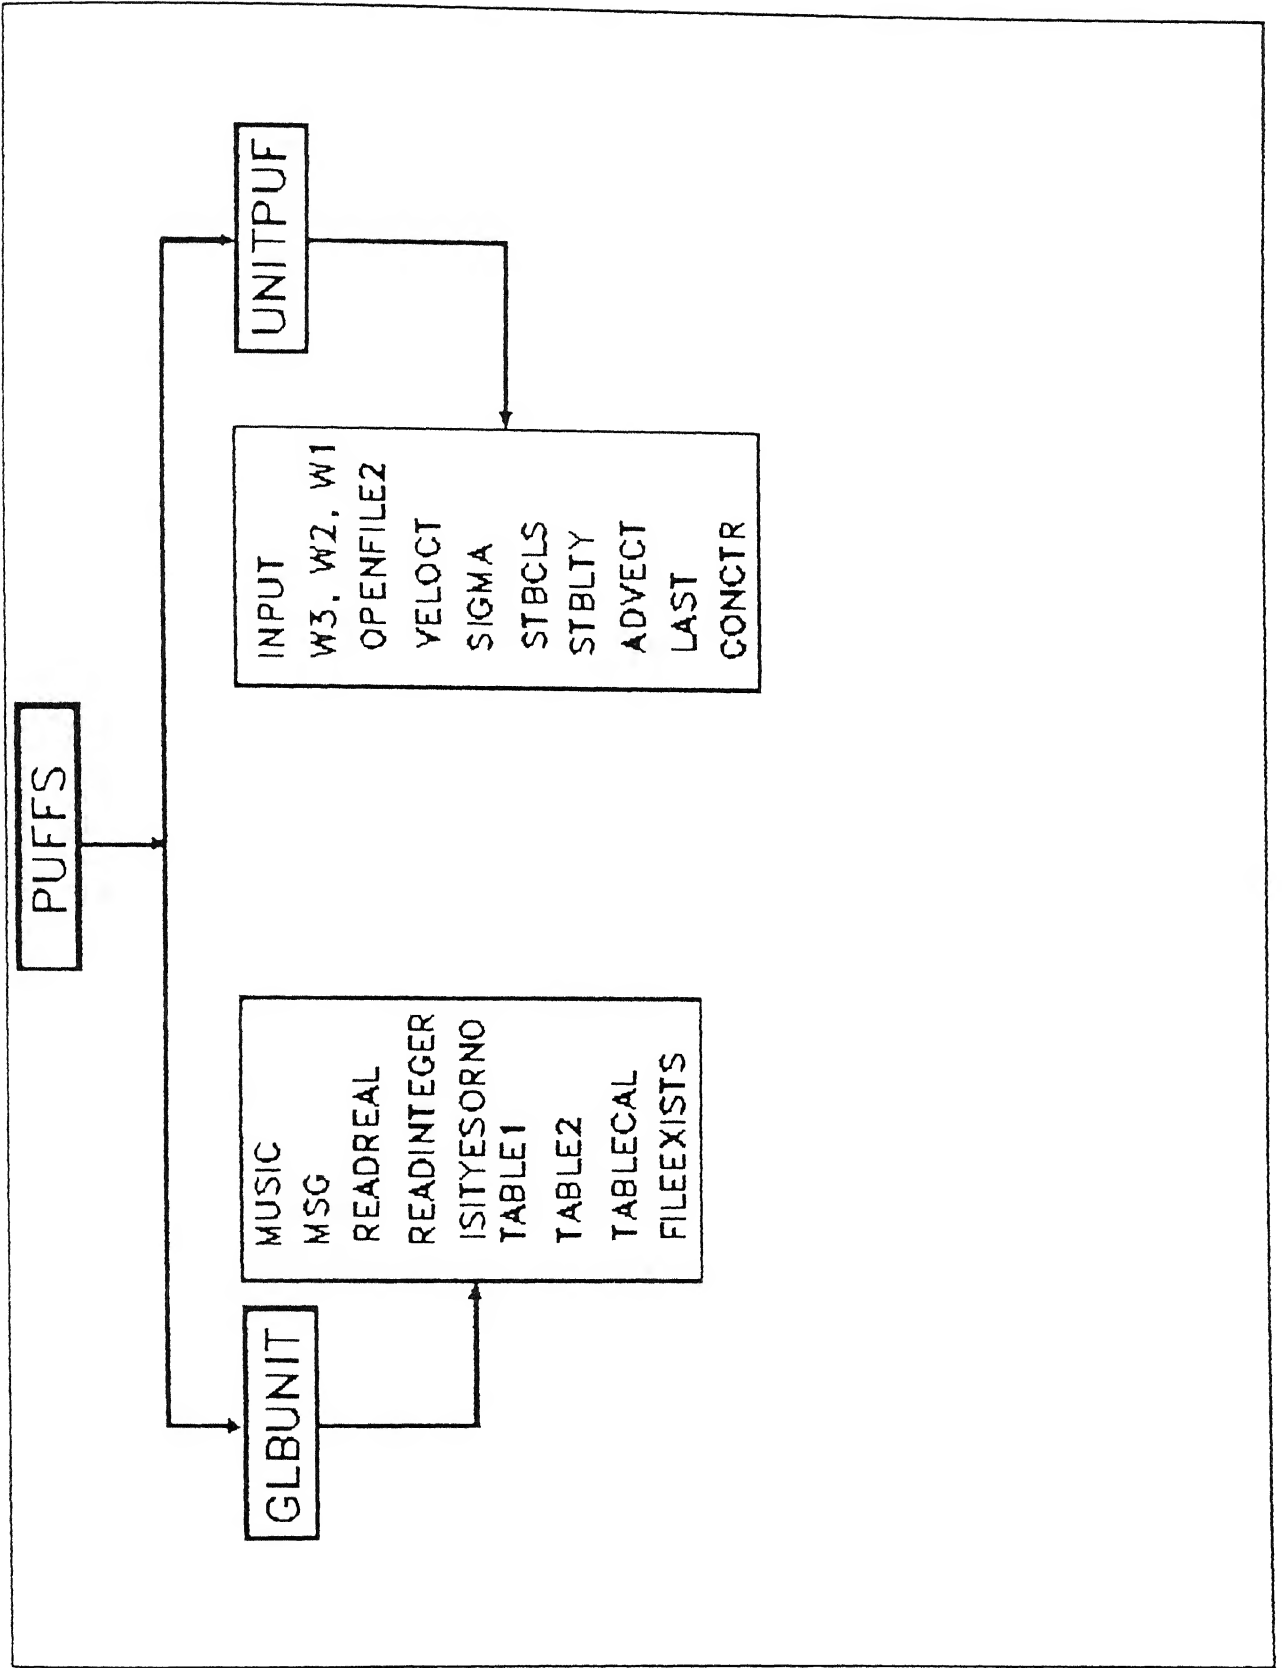 PUFFS
GLBUNIT
MUSIC
MSG
READREAL
READINTEGER
ISITYESORNO
TABLE1
TABLE2
TABLECAL
FILEEXISTS
UNITPUF
INPUT
W3, W2, W1
OPENFILE2
VELOCT
SIGMA
STBCLS
STBLTY
ADVECT
LAST
CONCTR